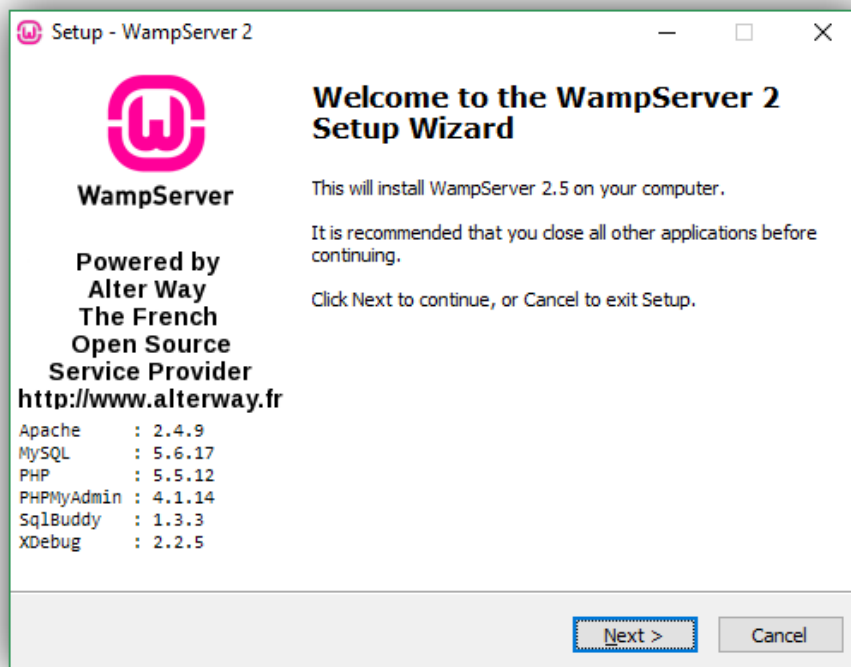 Setup - WampServer 2
WampServer
Powered by
Alter Way
The French
Open Source
Service Provider
http://www.alterway.fr
Apache : 2.4.9
MySQL : 5.6.17
PHP : 5.5.12
PHPMyAdmin : 4.1.14
SqlBuddy : 1.3.3
XDebug : 2.2.5
Welcome to the WampServer 2
Setup Wizard
This will install WampServer 2.5 on your computer.
It is recommended that you close all other applications before
continuing.
Click Next to continue, or Cancel to exit Setup.
Next >
Cancel